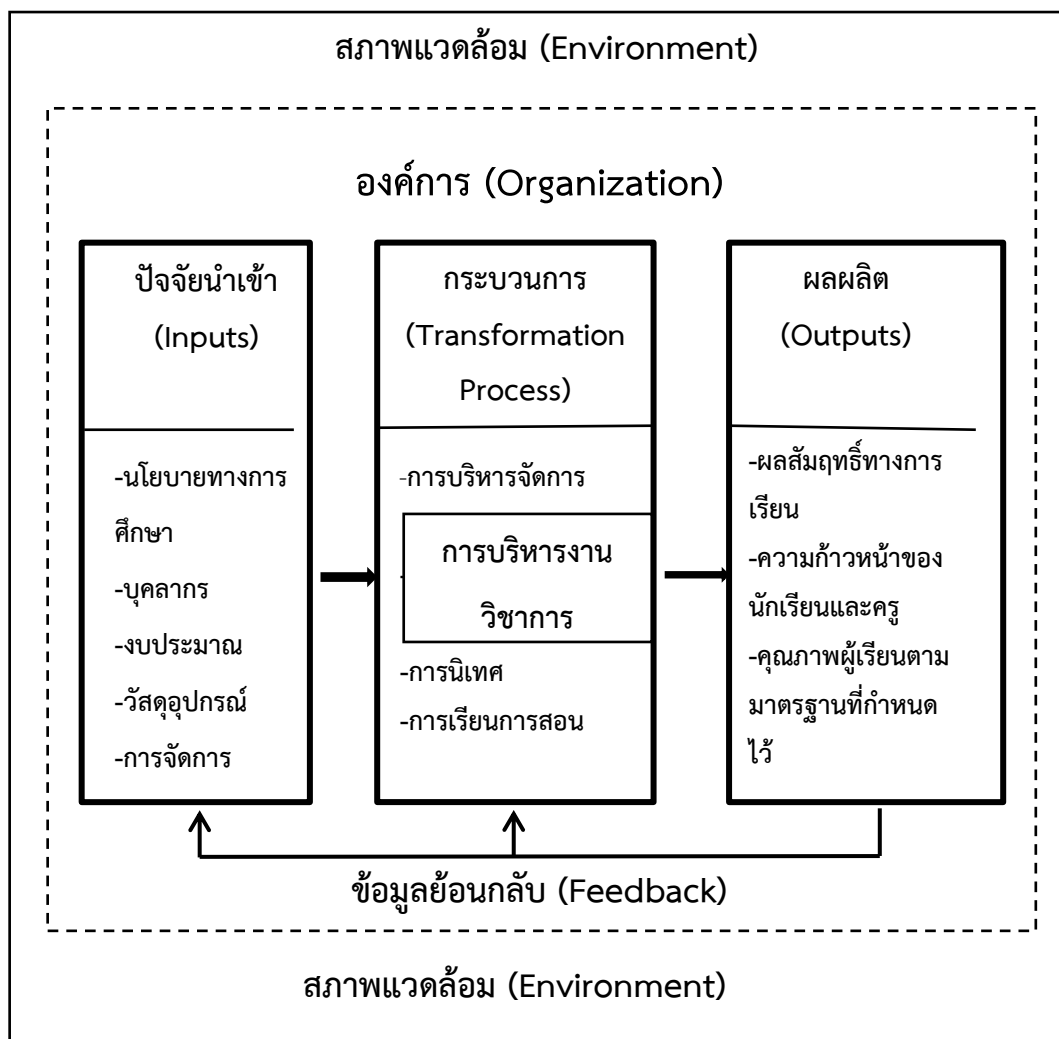 สภาพแวดล้อม (Environment)
องค์การ (Organization)
ปัจจัยนำเข้า
(Inputs)
-นโยบายทางการ
ศึกษา
-บุคลากร
-งบประมาณ
-วัสดุอุปกรณ์
-การจัดการ
กระบวนการ
(Transformation
Process)
-การบริหารจัดการ
-
การบริหารงาน
วิชาการ
-การนิเทศ
-การเรียนการสอน
ผลผลิต
(Outputs)
-ผลสัมฤทธิ์ทางการ
เรียน
-ความก้าวหน้าของ
นักเรียนและครู
-คุณภาพผู้เรียนตาม
มาตรฐานที่กำหนด
ไว้
ข้อมูลย้อนกลับ (Feedback)
สภาพแวดล้อม (Environment)